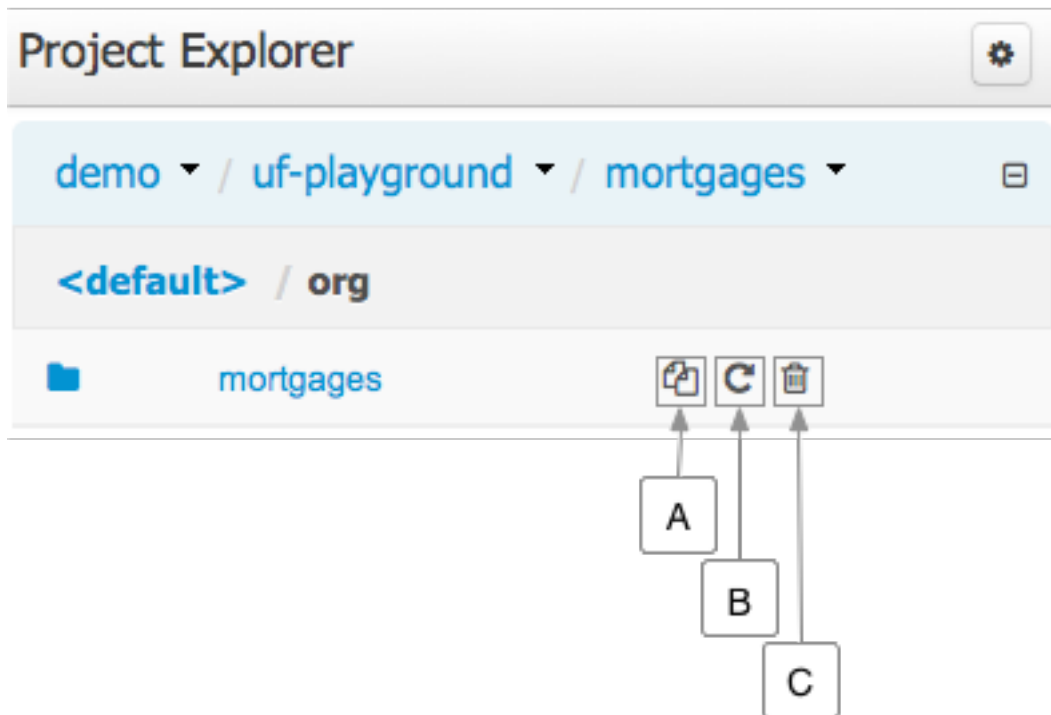 Project Explorer
demo / uf-playground / mortgages
<default> / org
mortgages
A
B
C